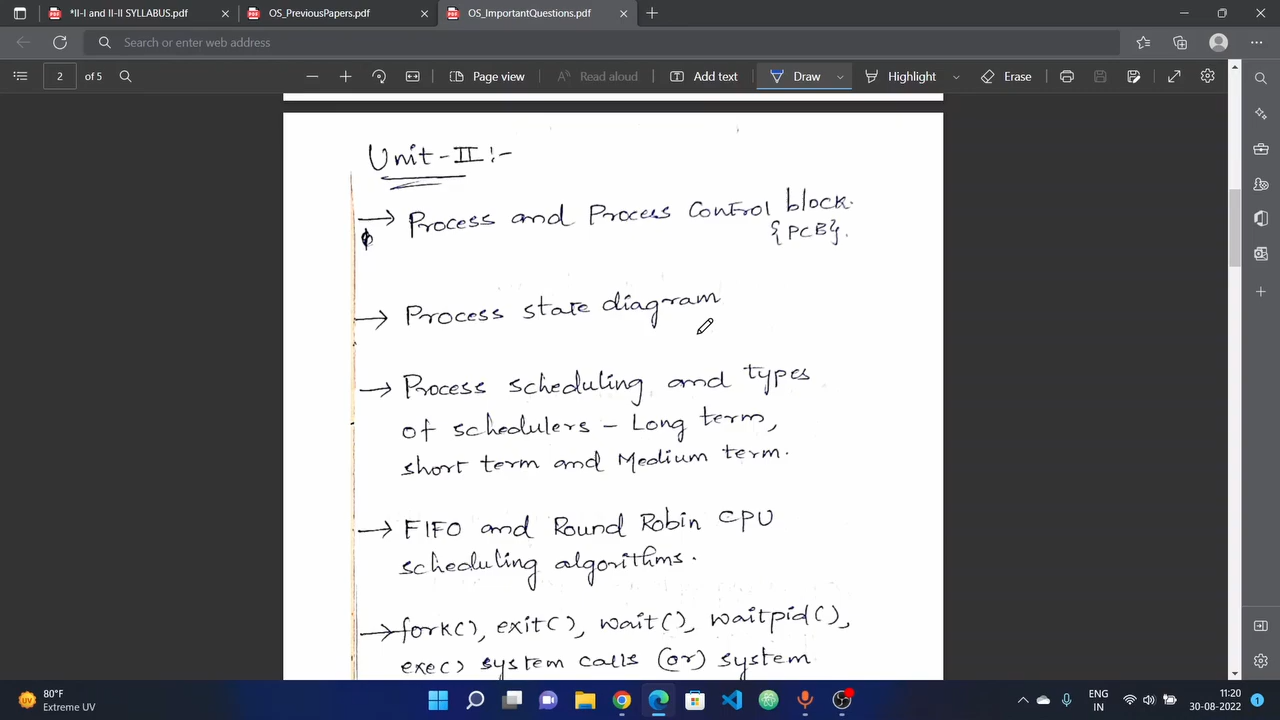 *II-I and II-II SYLLABUS.pdf
OS_PreviousPapers.pdf
OS_ImportantQuestions.pdf
Search or enter web address
2 of 5
Page view
Read aloud
Add text
Draw
Highlight
Erase
Unit-II:-
→ Process and Process Control block.
{PCB}.
→ Process state diagram
→ Process scheduling and types
of schedulers - Long term,
short term and Medium term.
→ FIFO and Round Robin CPU
scheduling algorithms.
→ fork(), exit(), wait(), waitpid(),
exec() system calls (or) system
80°F
Extreme UV
ENG
IN
11:20
30-08-2022
1